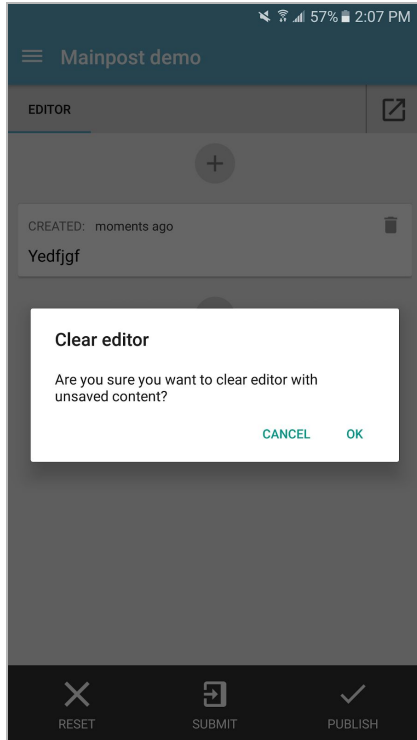 57% 2:07 PM
Mainpost demo
EDITOR
CREATED: moments ago
Yedfjgf
Clear editor
Are you sure you want to clear editor with
unsaved content?
CANCEL OK
RESET SUBMIT PUBLISH